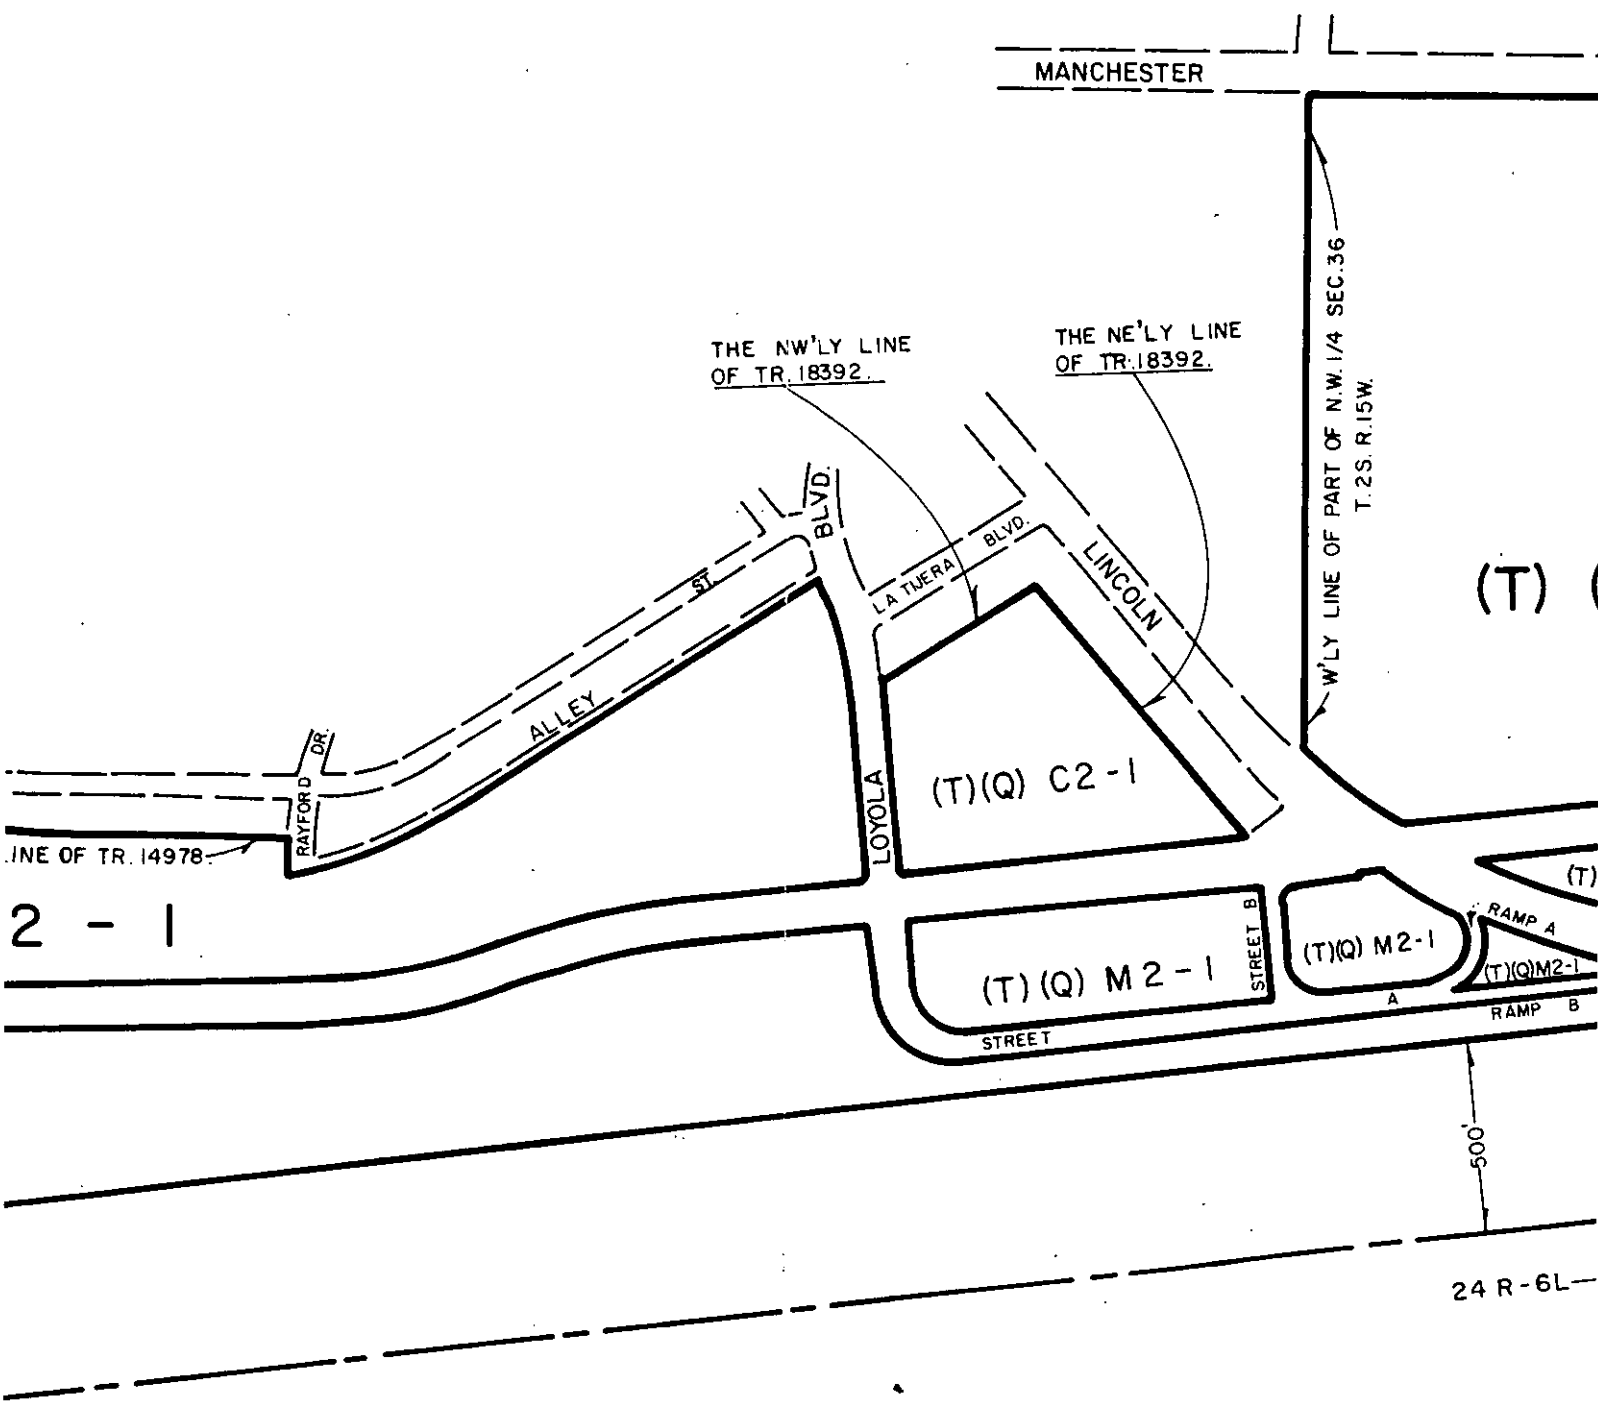 MANCHESTER
W'LY LINE OF PART OF N.W. 1/4 SEC. 36
T. 2S. R. 15W.
THE NW'LY LINE
OF TR. 18392.
THE NE'LY LINE
OF TR. 18392.
BLVD.
LA TIJERA BLVD.
LINCOLN
(T) (
ST.
ALLEY
RAYFORD DR.
LOYOLA
(T)(Q) C2-1
INE OF TR. 14978.
2 - 1
(T)
RAMP A
STREET B
(T)(Q) M2-1
(T)(Q) M2-1
(T)(Q)M2-1
STREET A
RAMP B
500'
24 R-6L